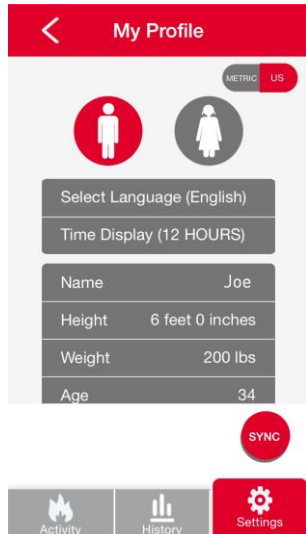 My Profile
METRIC US
Select Language (English)
Time Display (12 HOURS)
Name Joe
Height 6 feet 0 inches
Weight 200 lbs
Age 34
SYNC
Activity History Settings